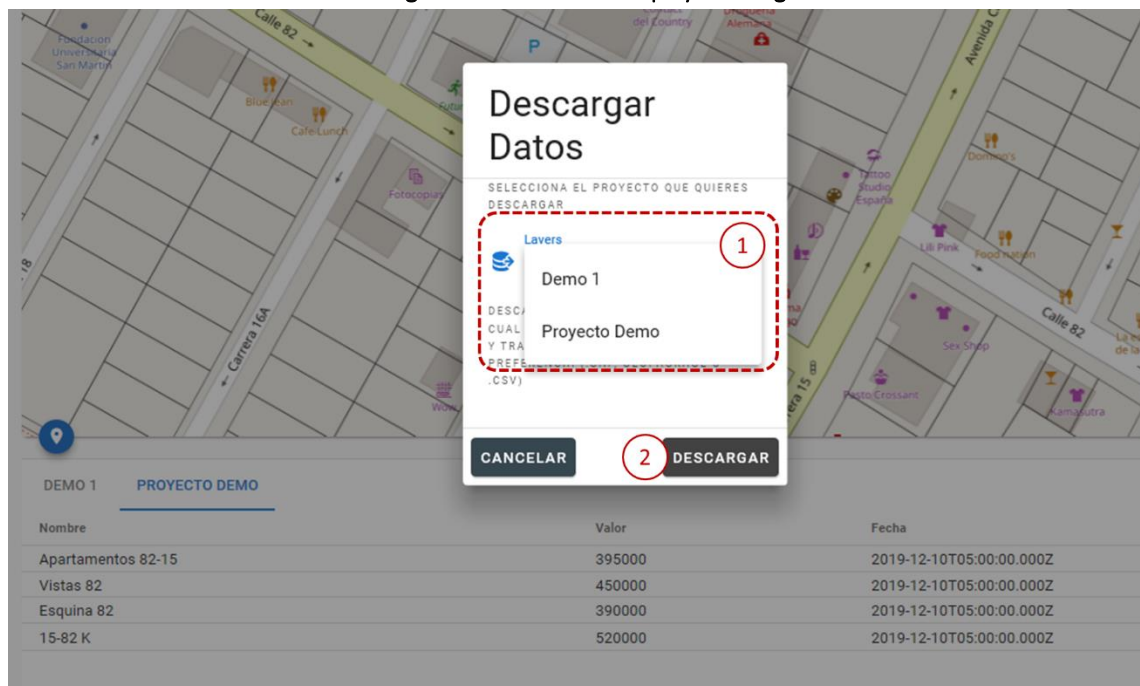 Calle 82
del Country
Alemana
Fundación
Universitaria
San Martín
P
Avenida C
Blue Jean
Cafe Lunch
Futur
Fotocopias
Domino's
Tattoo
Studio
España
Lili Pink
Food nation
Calle 82
Sex Shop
Pasto Crossant
Kamasutra
Carrera 16A
18
Wow
Descargar
Datos
SELECCIONA EL PROYECTO QUE QUIERES
DESCARGAR
Layers
1
Demo 1
Proyecto Demo
DESCA
CUAL
Y TRA
.CSV)
CANCELAR
2
DESCARGAR
DEMO 1 PROYECTO DEMO
Nombre Valor Fecha
Apartamentos 82-15 395000 2019-12-10T05:00:00.000Z
Vistas 82 450000 2019-12-10T05:00:00.000Z
Esquina 82 390000 2019-12-10T05:00:00.000Z
15-82 K 520000 2019-12-10T05:00:00.000Z